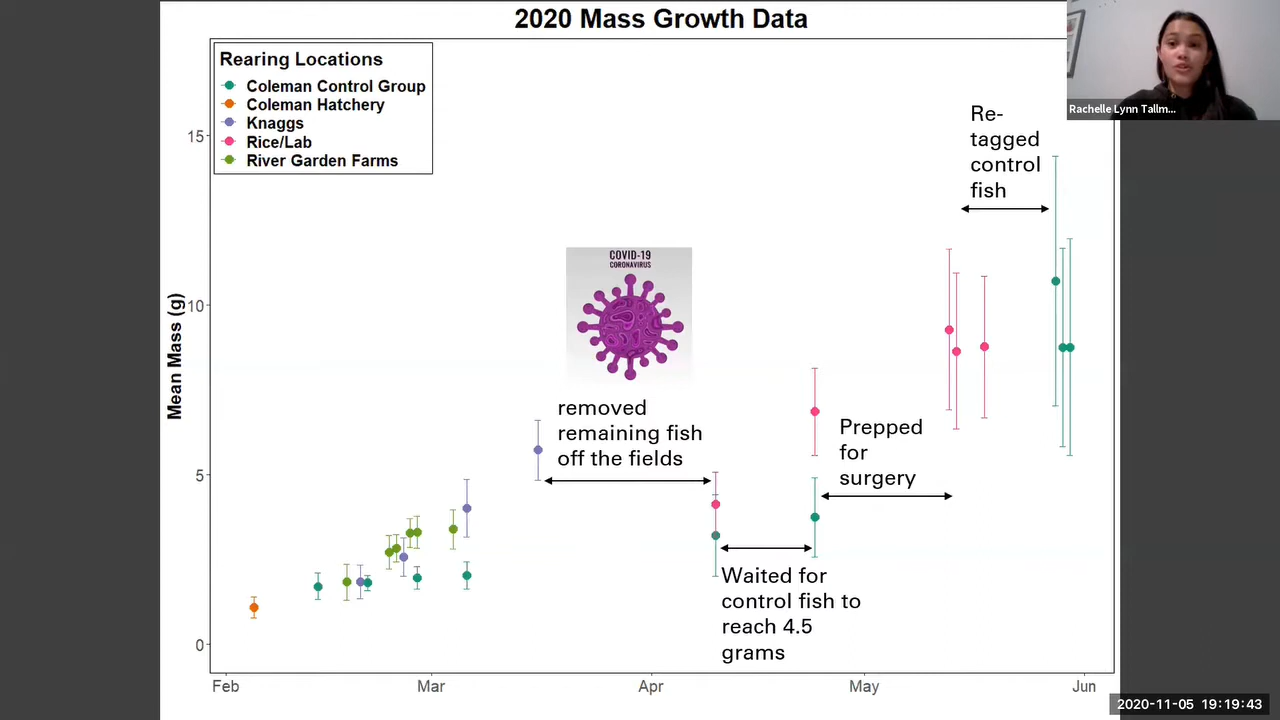 2020 Mass Growth Data
Rearing Locations
Coleman Control Group
Coleman Hatchery
Knaggs
Rice/Lab
River Garden Farms
Rachelle Lynn Tallm...
Re-
tagged
control
fish
COVID-19
CORONAVIRUS
removed
remaining fish
off the fields
Prepped
for
surgery
Waited for
control fish to
reach 4.5
grams
Mean Mass (g)
15
10
5
0
Feb
Mar
Apr
May
Jun
2020-11-05 19:19:43